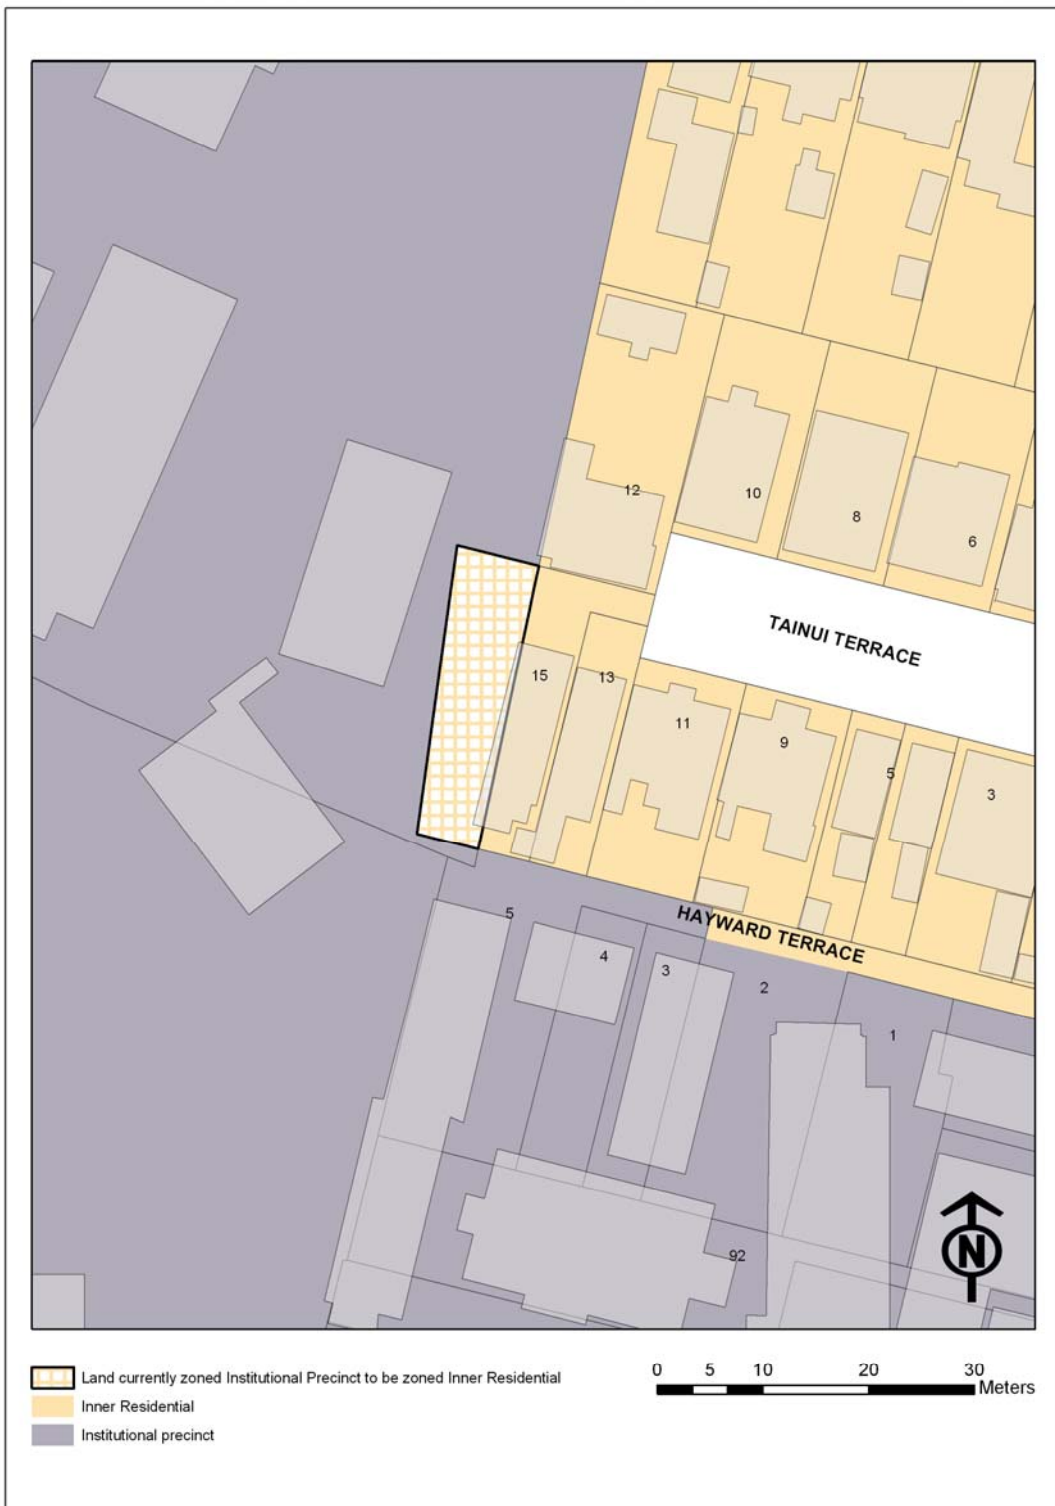 12
10
8
6
TAINUI TERRACE
15
13
11
9
5
3
HAYWARD TERRACE
5
4
3
2
1
92
N
Land currently zoned Institutional Precinct to be zoned Inner Residential
Inner Residential
Institutional precinct
0 5 10 20 30
Meters